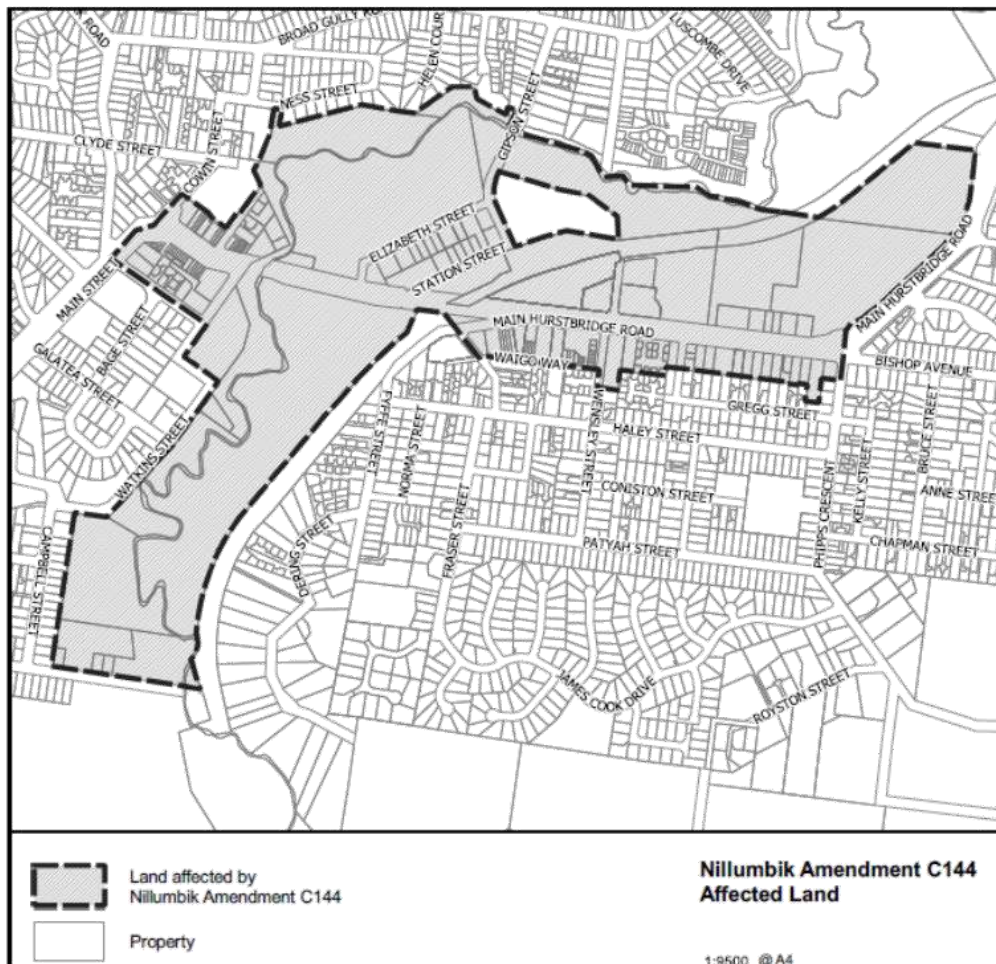 BROAD GULLY
HELEN COURT
LUSCOMBE DRIVE
NESS STREET
GIPSON STREET
CLYDE STREET
COWIN STREET
ELIZABETH STREET
STATION STREET
MAIN STREET
MAIN HURSTBRIDGE ROAD
MAIN HURSTBRIDGE ROAD
BAGE STREET
GALATEA STREET
WAIGO WAY
BISHOP AVENUE
GREGG STREET
HALEY STREET
WENSLEY STREET
FYFFE STREET
NORMA STREET
BRUCE STREET
WATKINS STREET
CONISTON STREET
KELLY STREET
ANNE STREE
PHIPPS CRESCENT
CAMPBELL STREET
FRASER STREET
PATYAH STREET
CHAPMAN STREET
DERING STREET
JAMES COOK DRIVE
ROYSTON STREET
Land affected by
Nillumbik Amendment C144
Property
Nillumbik Amendment C144
Affected Land
1:9500 @ A4